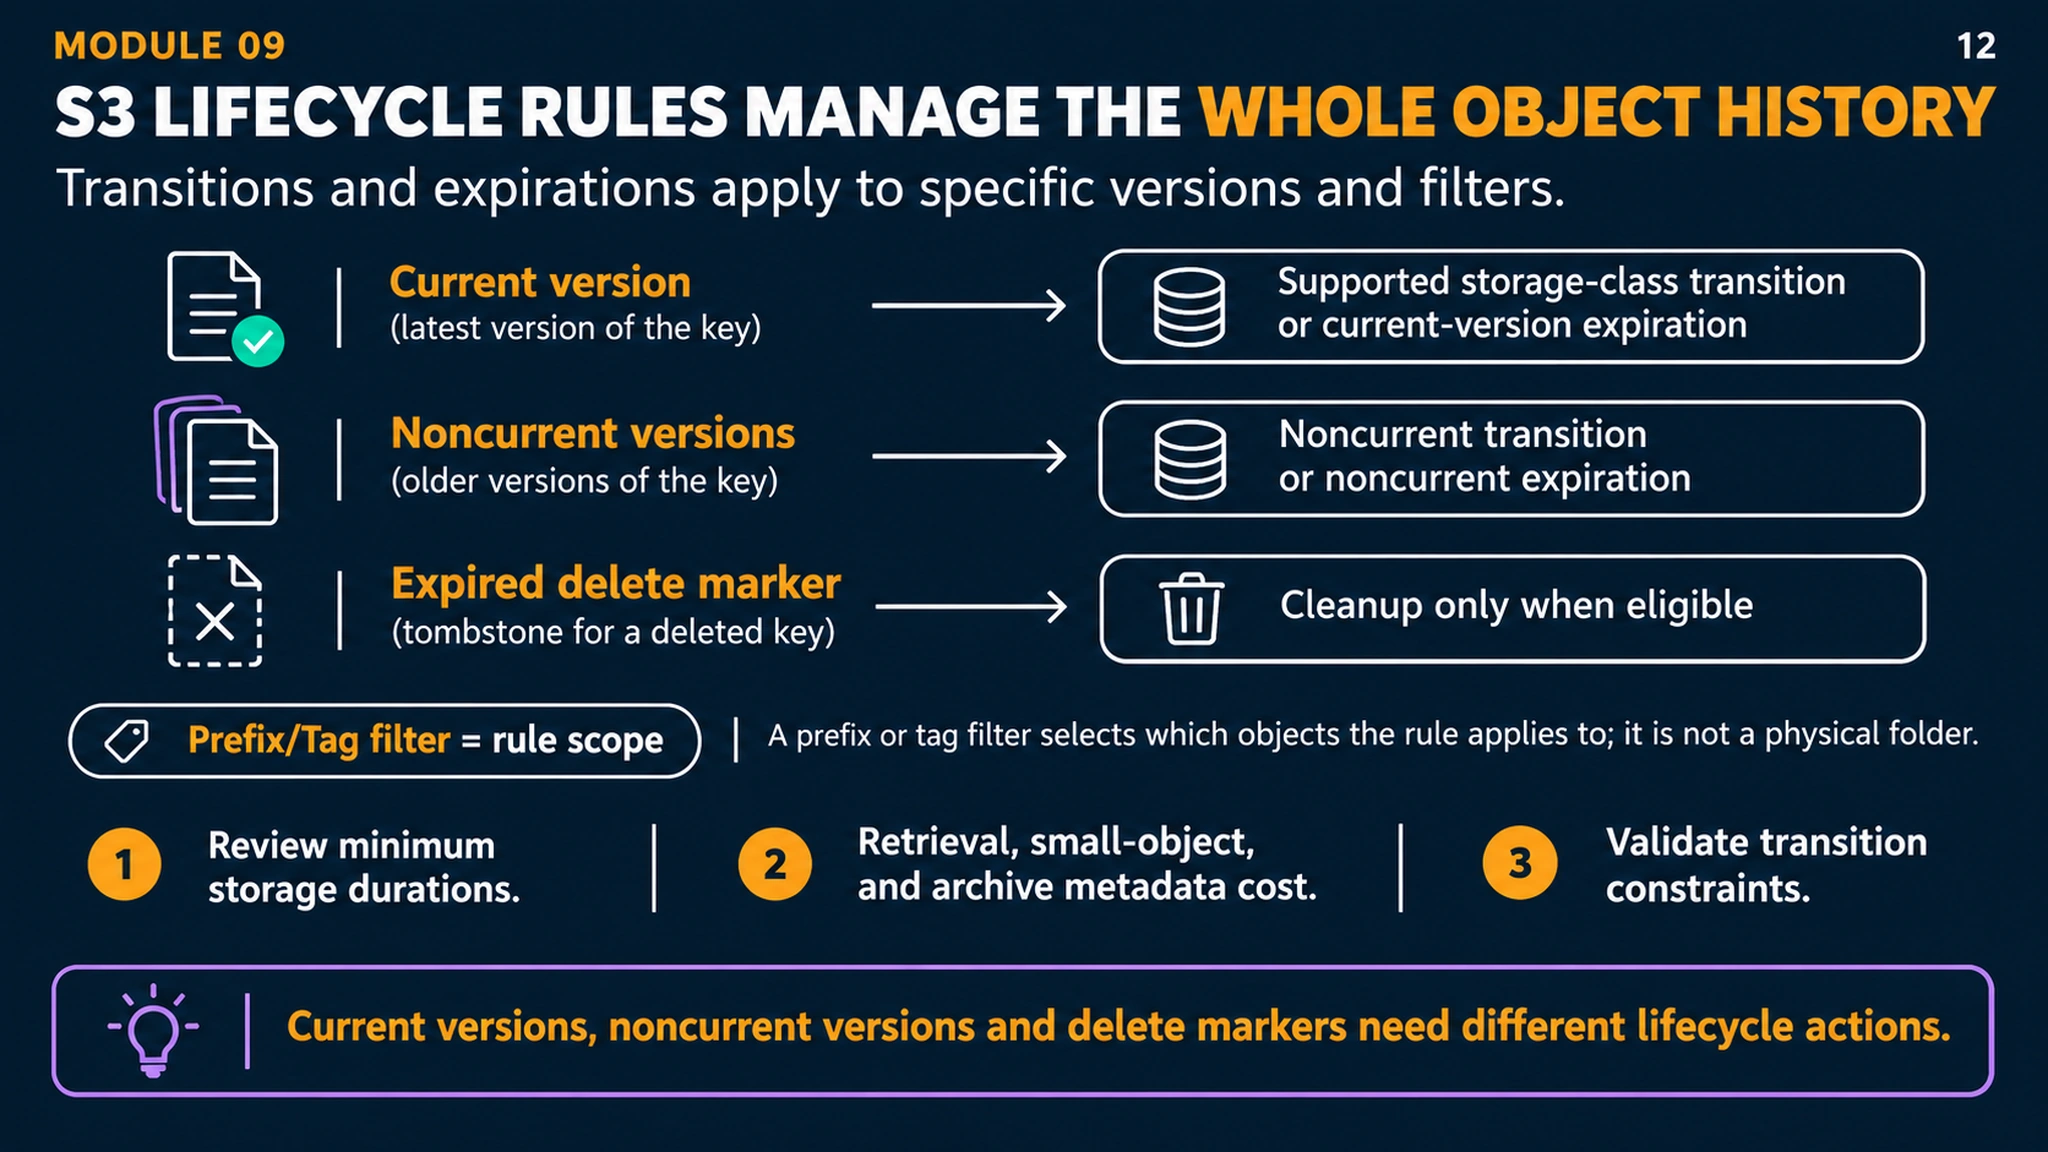 MODULE 09
12
S3 LIFECYCLE RULES MANAGE THE WHOLE OBJECT HISTORY
Transitions and expirations apply to specific versions and filters.
Current version
(latest version of the key)
Supported storage-class transition
or current-version expiration
Noncurrent versions
(older versions of the key)
Noncurrent transition
or noncurrent expiration
Expired delete marker
(tombstone for a deleted key)
Cleanup only when eligible
Prefix/Tag filter = rule scope
A prefix or tag filter selects which objects the rule applies to; it is not a physical folder.
1
Review minimum
storage durations.
2
Retrieval, small-object,
and archive metadata cost.
3
Validate transition
constraints.
Current versions, noncurrent versions and delete markers need different lifecycle actions.